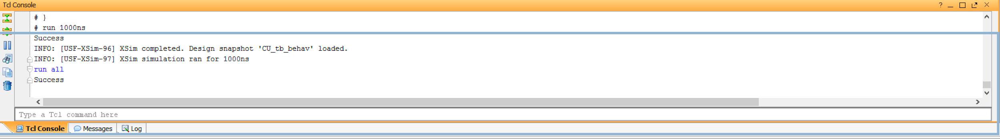 Tcl Console
# }
# run 1000ns
Success
INFO: [USF-XSim-96] XSim completed. Design snapshot 'CU_tb_behav' loaded.
INFO: [USF-XSim-97] XSim simulation ran for 1000ns
run all
Success
Type a Tcl command here
Tcl Console Messages Log